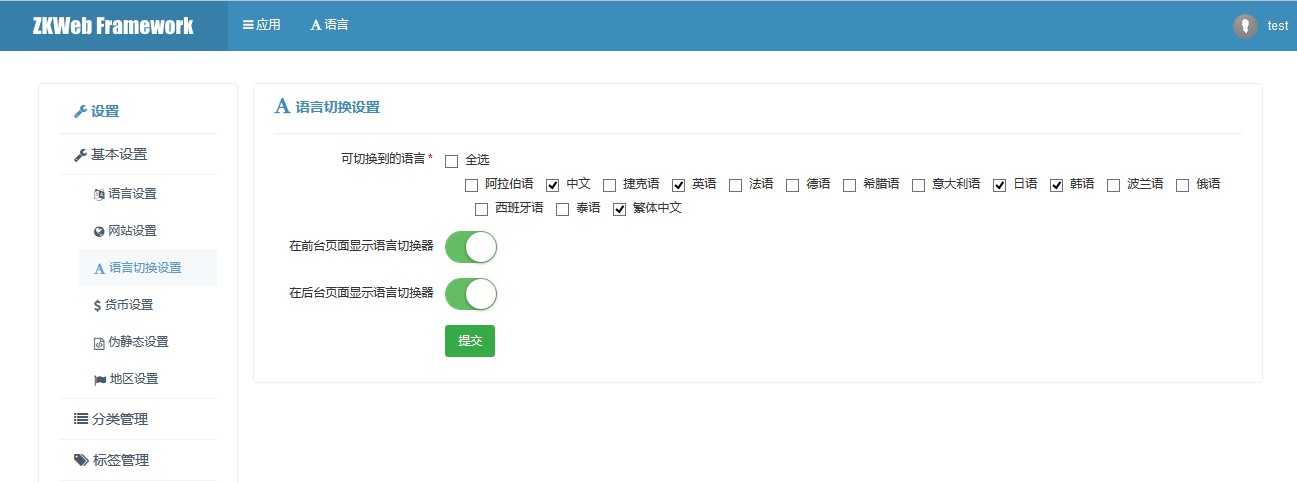 ZKWeb Framework 应用 语言 test
设置
基本设置
语言设置
网站设置
语言切换设置
货币设置
伪静态设置
地区设置
分类管理
标签管理
语言切换设置
可切换到的语言* 全选
阿拉伯语 中文 捷克语 英语 法语 德语 希腊语 意大利语 日语 韩语 波兰语 俄语
西班牙语 泰语 繁体中文
在前台页面显示语言切换器
在后台页面显示语言切换器
提交